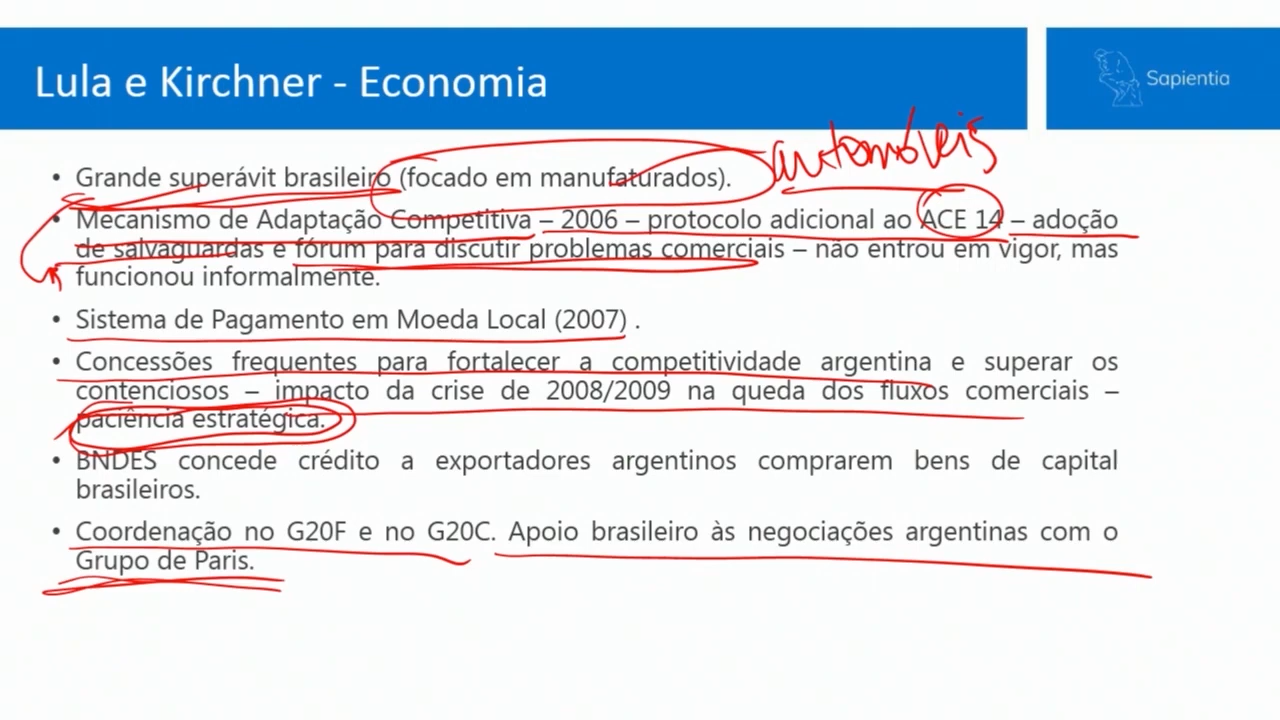 Lula e Kirchner - Economia
Sapientia
automóveis
• Grande superávit brasileiro (focado em manufaturados).
• Mecanismo de Adaptação Competitiva – 2006 – protocolo adicional ao ACE 14 – adoção
de salvaguardas e fórum para discutir problemas comerciais – não entrou em vigor, mas
funcionou informalmente.
• Sistema de Pagamento em Moeda Local (2007) .
• Concessões frequentes para fortalecer a competitividade argentina e superar os
contenciosos – impacto da crise de 2008/2009 na queda dos fluxos comerciais –
paciência estratégica.
• BNDES concede crédito a exportadores argentinos comprarem bens de capital
brasileiros.
• Coordenação no G20F e no G20C. Apoio brasileiro às negociações argentinas com o
Grupo de Paris.